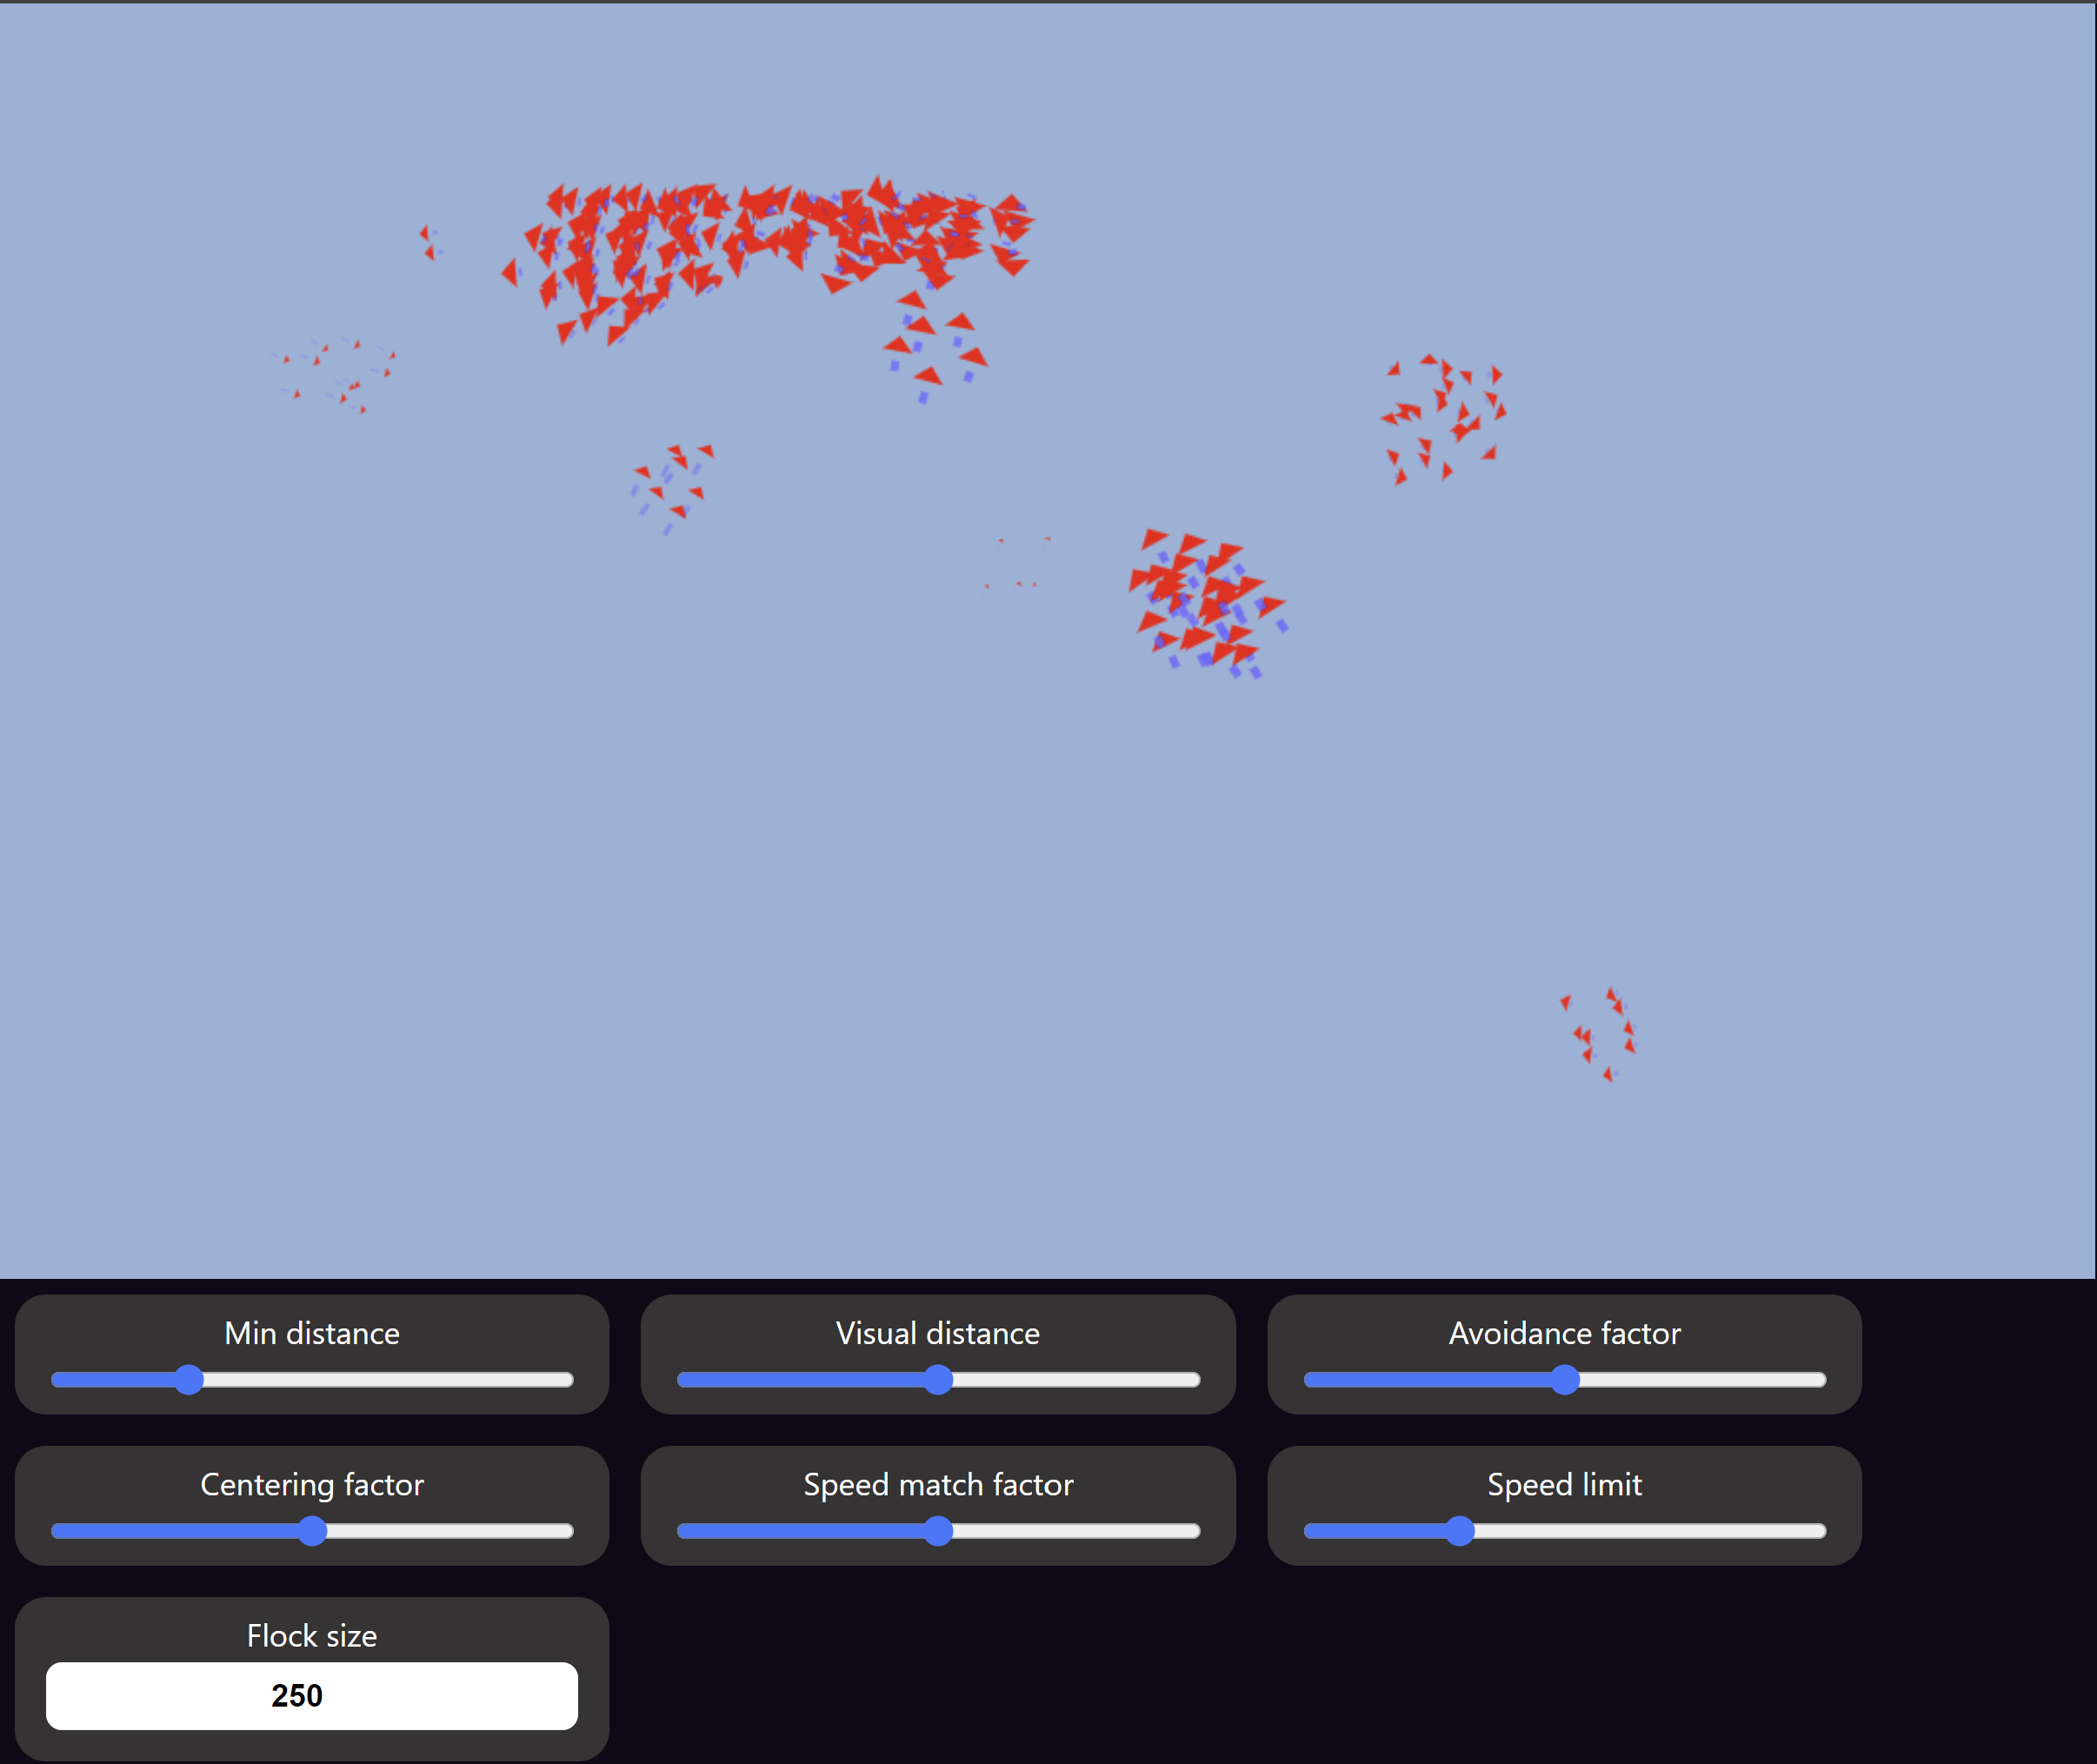 Min distance
Visual distance
Avoidance factor
Centering factor
Speed match factor
Speed limit
Flock size
250